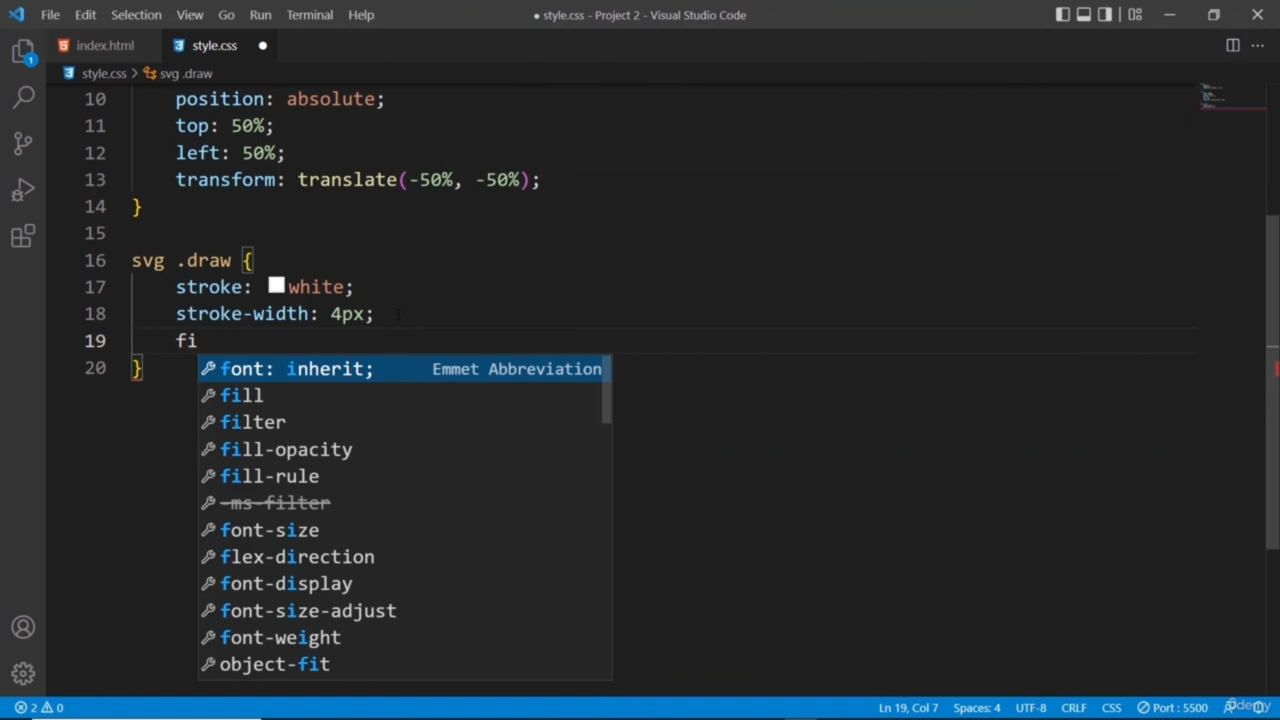 File Edit Selection View Go Run Terminal Help
● style.css - Project 2 - Visual Studio Code
index.html style.css ●
style.css > svg .draw
10 position: absolute;
11 top: 50%;
12 left: 50%;
13 transform: translate(-50%, -50%);
14 }
15
16 svg .draw {
17 stroke: white;
18 stroke-width: 4px;
19 fi
20 }
font: inherit; Emmet Abbreviation
fill
filter
fill-opacity
fill-rule
-ms-filter
font-size
flex-direction
font-display
font-size-adjust
font-weight
object-fit
1
2 0 Ln 19, Col 7 Spaces: 4 UTF-8 CRLF CSS Port : 5500
Udemy